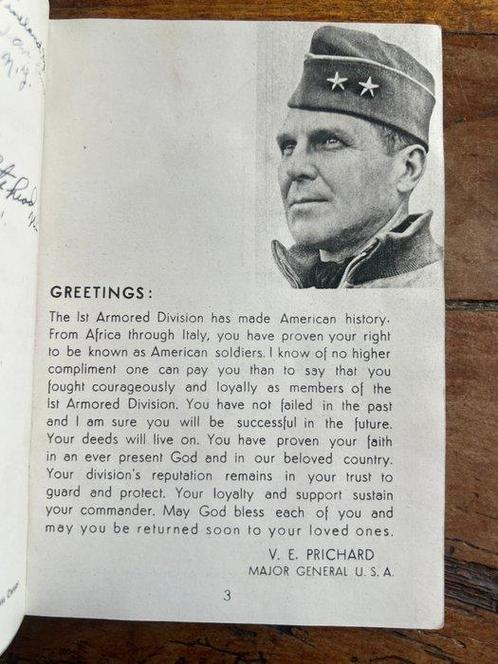 GREETINGS:
The 1st Armored Division has made American history.
From Africa through Italy, you have proven your right
to be known as American soldiers. I know of no higher
compliment one can pay you than to say that you
fought courageously and loyally as members of the
1st Armored Division. You have not failed in the past
and I am sure you will be successful in the future.
Your deeds will live on. You have proven your faith
in an ever present God and in our beloved country.
Your division's reputation remains in your trust to
guard and protect. Your loyalty and support sustain
your commander. May God bless each of you and
may you be returned soon to your loved ones.
V. E. PRICHARD
MAJOR GENERAL U. S. A.
3